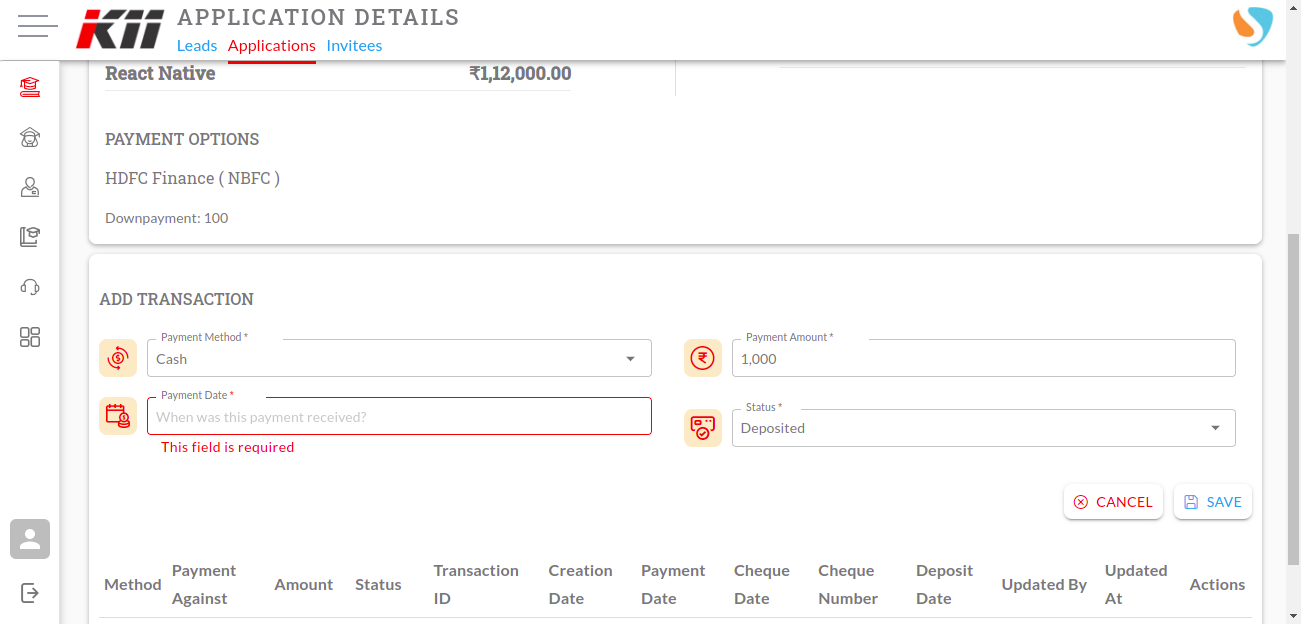 KII APPLICATION DETAILS
Leads Applications Invitees
React Native ₹1,12,000.00
PAYMENT OPTIONS
HDFC Finance ( NBFC )
Downpayment: 100
ADD TRANSACTION
Payment Method *
Cash
Payment Amount *
1,000
Payment Date *
When was this payment received?
This field is required
Status *
Deposited
CANCEL SAVE
Method Payment Against Amount Status Transaction ID Creation Date Payment Date Cheque Date Cheque Number Deposit Date Updated By Updated At Actions